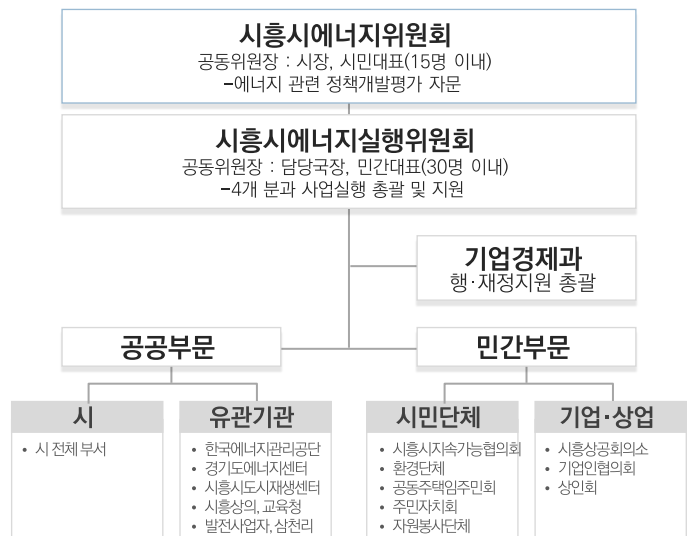 시흥시에너지위원회
공동위원장 : 시장, 시민대표(15명 이내)
-에너지 관련 정책개발평가 자문
시흥시에너지실행위원회
공동위원장 : 담당국장, 민간대표(30명 이내)
-4개 분과 사업실행 총괄 및 지원
기업경제과
행·재정지원 총괄
공공부문
민간부문
시
• 시 전체 부서
유관기관
• 한국에너지관리공단
• 경기도에너지센터
• 시흥시도시재생센터
• 시흥상의, 교육청
• 발전사업자, 삼천리
시민단체
• 시흥시지속가능협의회
• 환경단체
• 공동주택임주민회
• 주민자치회
• 자원봉사단체
기업·상업
• 시흥상공회의소
• 기업인협의회
• 상인회